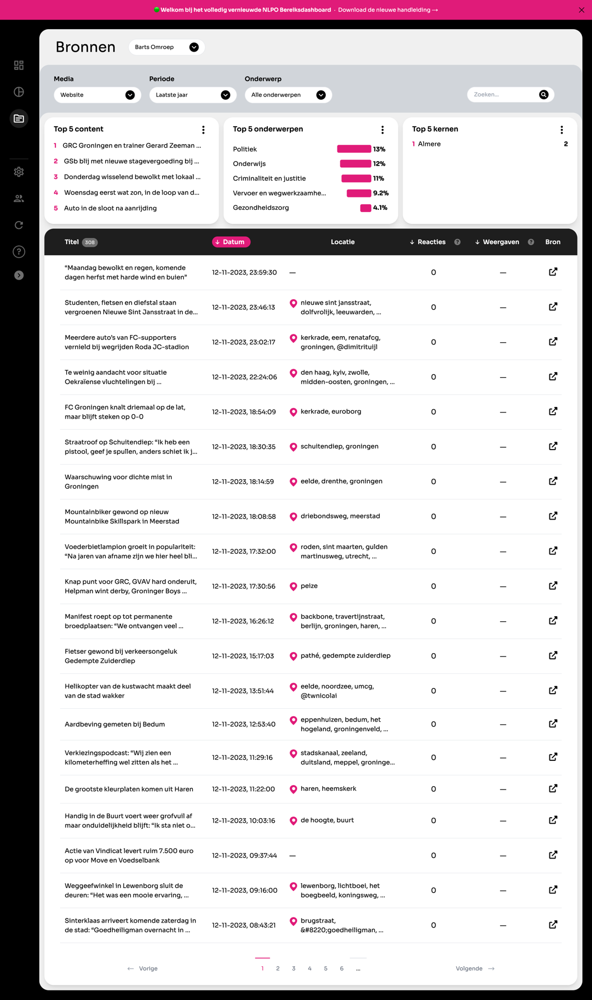 Welkom bij het volledig vernieuwde NLPO Bereiksdashboard · Download de nieuwe handleiding →
Bronnen
Barts Omroep
Media
Periode
Onderwerp
Website
Laatste jaar
Alle onderwerpen
Zoeken...
Top 5 content
1 GRC Groningen en trainer Gerard Zeeman ...
2 GSb blij met nieuwe stagevergoeding bij ...
3 Donderdag wisselend bewolkt met lokaal ...
4 Woensdag eerst wat zon, in de loop van d...
5 Auto in de sloot na aanrijding
Top 5 onderwerpen
Politiek 13%
Onderwijs 12%
Criminaliteit en justitie 11%
Vervoer en wegwerkzaamhe... 9.2%
Gezondheidszorg 4.1%
Top 5 kernen
1 Almere 2
Titel 308 ↓ Datum Locatie ↓ Reacties ? ↓ Weergaven ? Bron
“Maandag bewolkt en regen, komende
dagen herfst met harde wind en buien”
12-11-2023, 23:59:30 — 0 —
Studenten, fietsen en diefstal staan
vergroenen Nieuwe Sint Jansstraat in de...
12-11-2023, 23:46:13
nieuwe sint jansstraat,
dolfvrolijk, leeuwarden, ...
0 —
Meerdere auto’s van FC-supporters
vernield bij wegrijden Roda JC-stadion
12-11-2023, 23:02:17
kerkrade, eem, renatafcg,
groningen, @dimitrituijl
0 —
Te weinig aandacht voor situatie
Oekraïense vluchtelingen bij ...
12-11-2023, 22:24:06
den haag, kyiv, zwolle,
midden-oosten, groningen, ...
0 —
FC Groningen knalt driemaal op de lat,
maar blijft steken op 0-0
12-11-2023, 18:54:09
kerkrade, euroborg
0 —
Straatroof op Schuitendiep: “Ik heb een
pistool, geef je spullen, anders schiet ik j...
12-11-2023, 18:30:35
schuitendiep, groningen
0 —
Waarschuwing voor dichte mist in
Groningen
12-11-2023, 18:14:59
eelde, drenthe, groningen
0 —
Mountainbiker gewond op nieuw
Mountainbike Skillspark in Meerstad
12-11-2023, 18:08:58
driebondsweg, meerstad
0 —
Voederbietlampion groeit in populariteit:
“Na jaren van afname zijn we hier heel bli...
12-11-2023, 17:32:00
roden, sint maarten, gulden
martinusweg, utrecht, ...
0 —
Knap punt voor GRC, GVAV hard onderuit,
Helpman wint derby, Groninger Boys ...
12-11-2023, 17:30:56
peize
0 —
Manifest roept op tot permanente
broedplaatsen: “We ontvangen veel ...
12-11-2023, 16:26:12
backbone, travertijnstraat,
berlijn, groningen, haren, ...
0 —
Fietser gewond bij verkeersongeluk
Gedempte Zuiderdiep
12-11-2023, 15:17:03
pathé, gedempte zuiderdiep
0 —
Helikopter van de kustwacht maakt deel
van de stad wakker
12-11-2023, 13:51:44
eelde, noordzee, umcg,
@twnicolai
0 —
Aardbeving gemeten bij Bedum
12-11-2023, 12:53:40
eppenhuizen, bedum, het
hogeland, groningenveld, ...
0 —
Verkiezingspodcast: “Wij zien een
kilometerheffing wel zitten als het ...
12-11-2023, 11:29:16
stadskanaal, zeeland,
duitsland, meppel, groninge...
0 —
De grootste kleurplaten komen uit Haren
12-11-2023, 11:22:00
haren, heemskerk
0 —
Handig in de Buurt voert weer grofvuil af
maar onduidelijkheid blijft: “Ik sta niet o...
12-11-2023, 10:03:16
de hoogte, buurt
0 —
Actie van Vindicat levert ruim 7.500 euro
op voor Move en Voedselbank
12-11-2023, 09:37:44 — 0 —
Weggeefwinkel in Lewenborg sluit de
deuren: “Het was een mooie ervaring, ...
12-11-2023, 09:16:00
lewenborg, lichtboei, het
boegbeeld, koningsweg, ...
0 —
Sinterklaas arriveert komende zaterdag in
de stad: “Goedheiligman overnacht in ...
12-11-2023, 08:43:21
brugstraat,
&#8220;goedheiligman, ...
0 —
← Vorige 1 2 3 4 5 6 ... Volgende →